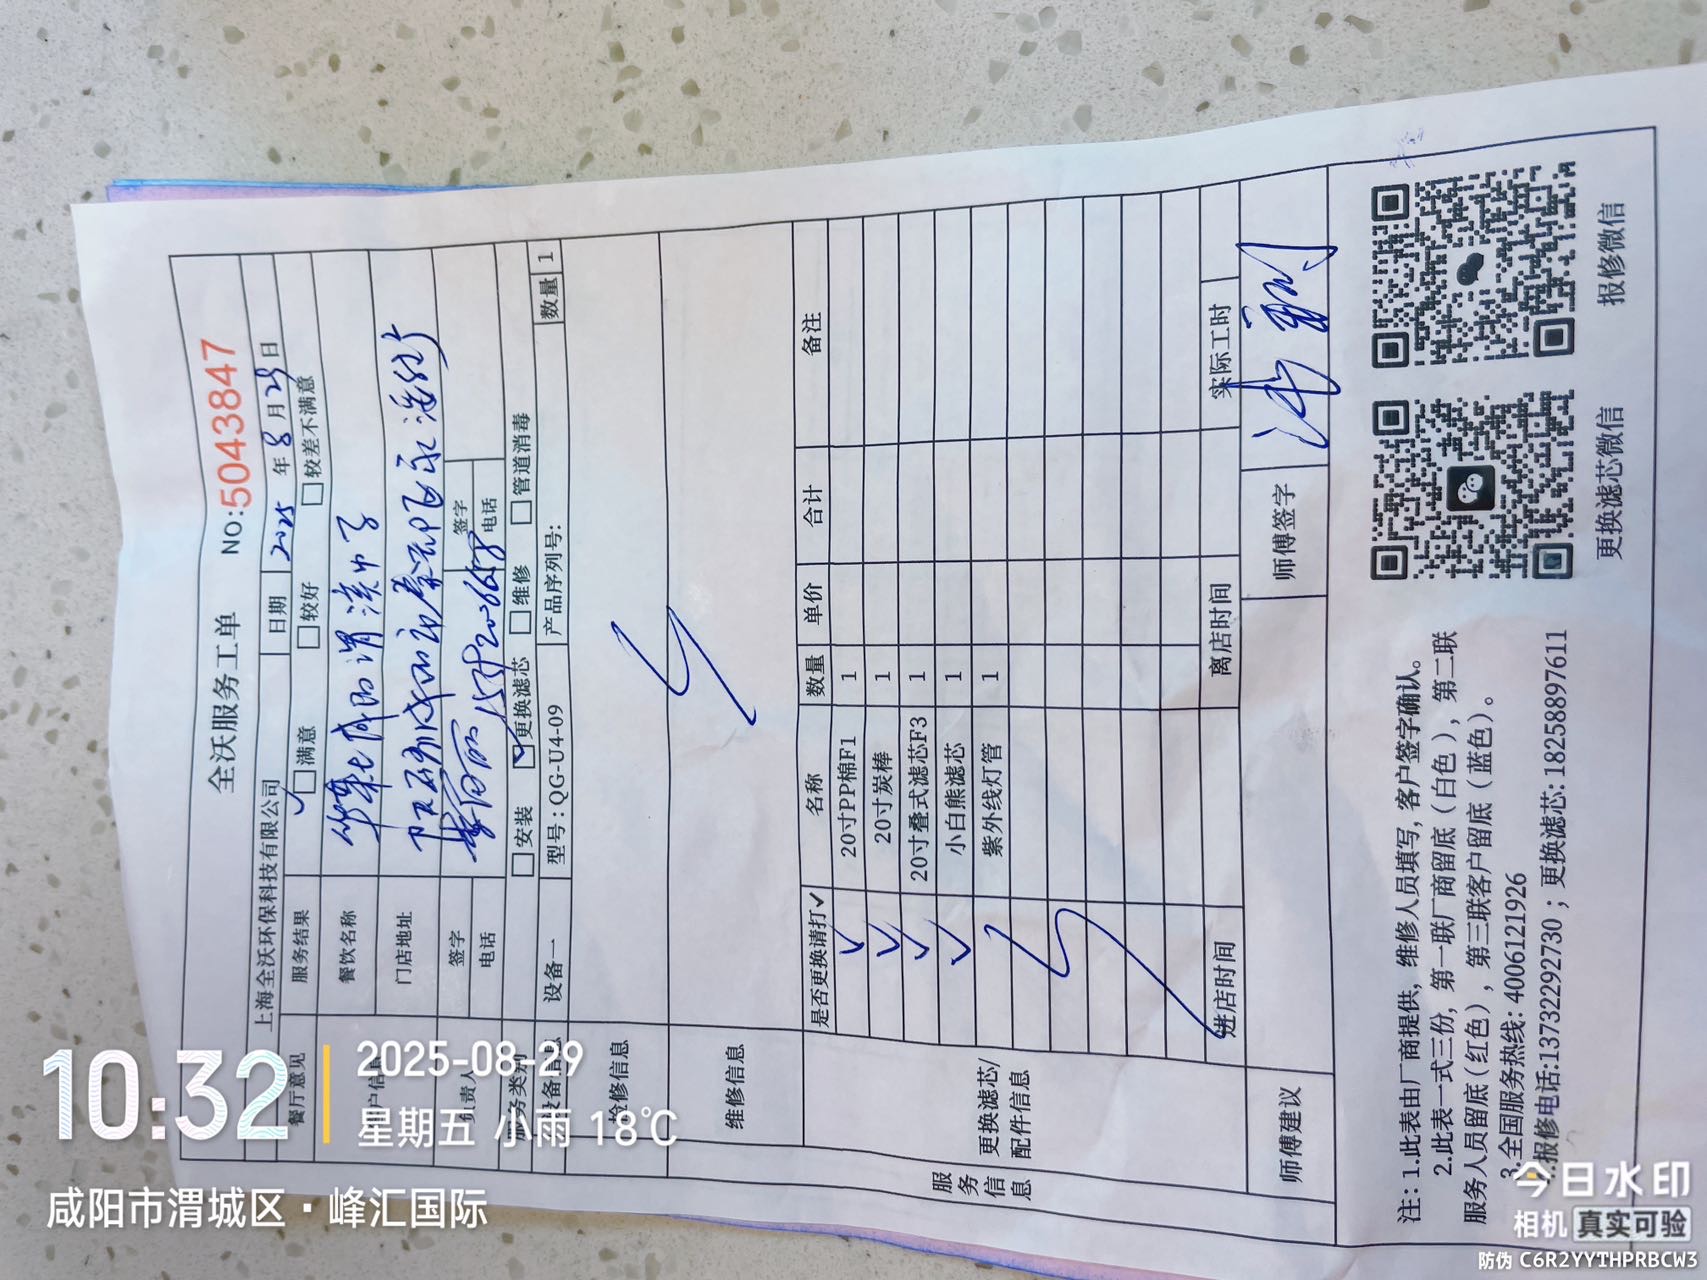 全沃服务工单
NO:5043847
上海全沃环保科技有限公司 日期 2025 年 8 月 29 日
餐厅意见 服务结果 满意 较好 较差不满意
餐饮名称
门店地址
签字 签字
电话 电话
安装 更换滤芯 维修 管道消毒
设备一 型号:QG-U4-09 产品序列号: 数量 1
检修信息
维修信息
服务信息
更换滤芯/配件信息
是否更换请打✓ 名称 数量 单价 合计 备注
✓ 20寸PP棉F1 1
✓ 20寸炭棒 1
✓ 20寸叠式滤芯F3 1
✓ 小白熊滤芯 1
紫外线灯管 1
进店时间 离店时间 实际工时
师傅建议 师傅签字
注：1.此表由厂商提供，维修人员填写，客户签字确认。
2.此表一式三份，第一联厂商留底（白色），第二联
服务人员留底（红色），第三联客户留底（蓝色）。
3.全国服务热线：4006121926
报修电话:13732292730；更换滤芯:18258897611
更换滤芯微信
报修微信
10:32
2025-08-29
星期五 小雨 18℃
咸阳市渭城区·峰汇国际
今日水印
相机 真实可验
防伪 C6R2YYTHPRBCW3